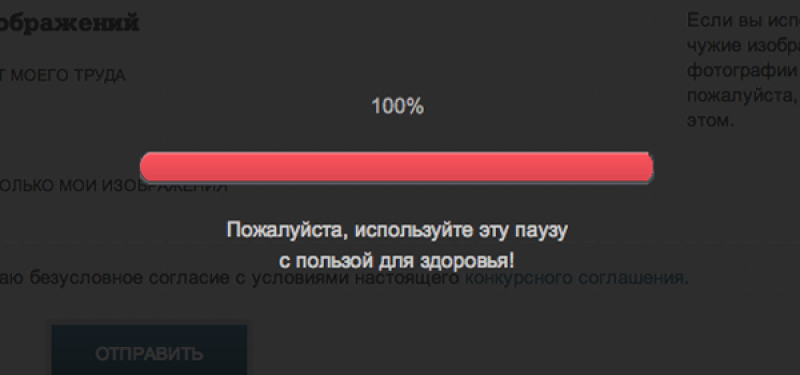 ображений
Если вы исп
чужие изобра
фотографии
пожалуйста,
этом.
Т МОЕГО ТРУДА
100%
ОЛЬКО МОИ ИЗОБРАЖЕНИЯ
Пожалуйста, используйте эту паузу
с пользой для здоровья!
аю безусловное согласие с условиями настоящего конкурсного соглашения.
ОТПРАВИТЬ